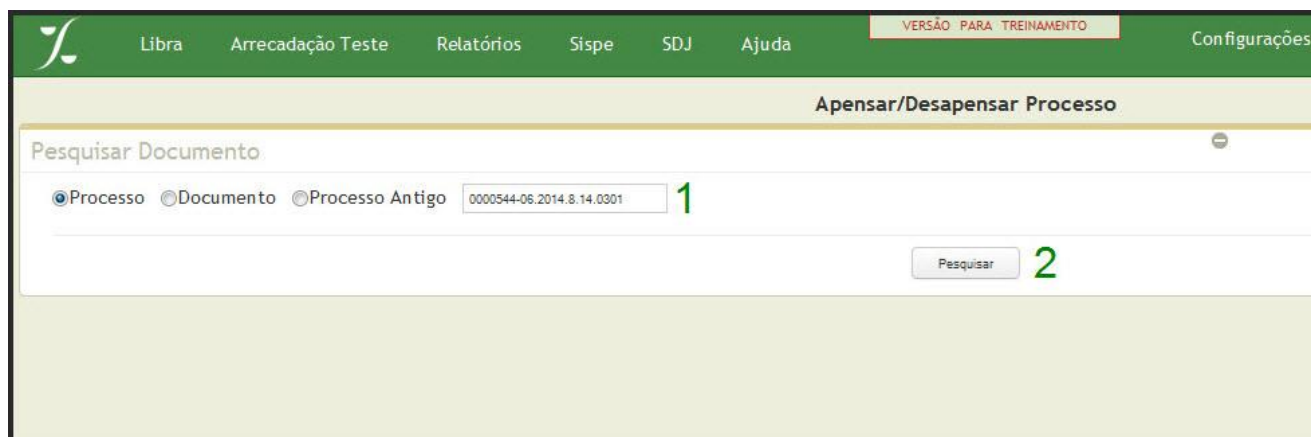 Libra Arrecadação Teste Relatórios Sispe SDJ Ajuda VERSÃO PARA TREINAMENTO Configurações
Apensar/Desapensar Processo
Pesquisar Documento
Processo Documento Processo Antigo 0000544-06.2014.8.14.0301 1
Pesquisar 2